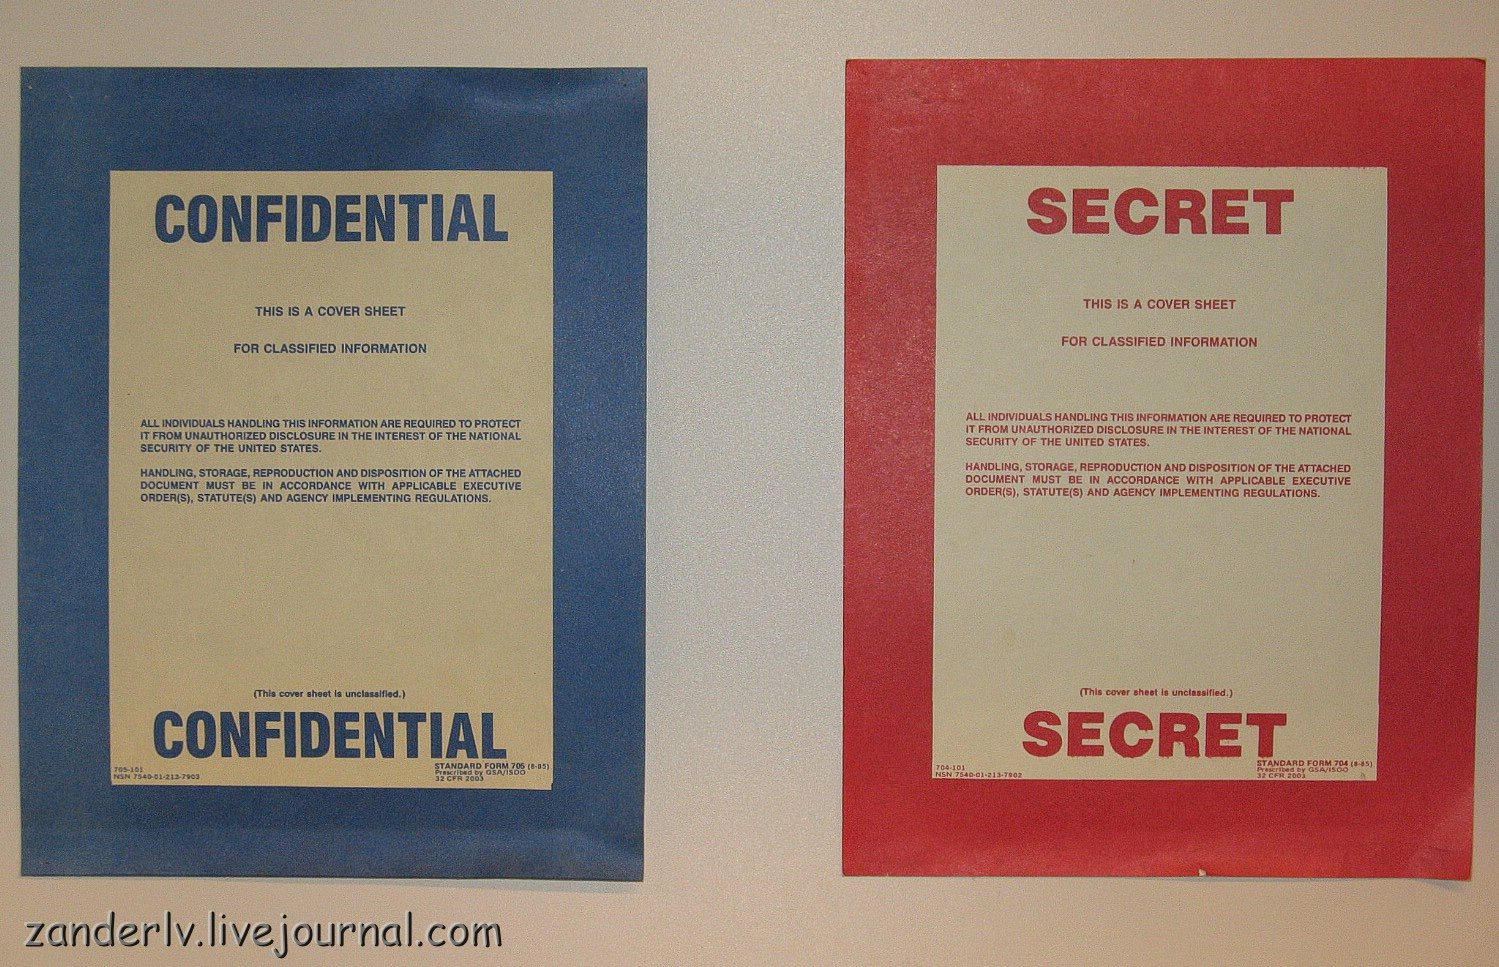 CONFIDENTIAL
THIS IS A COVER SHEET
FOR CLASSIFIED INFORMATION
ALL INDIVIDUALS HANDLING THIS INFORMATION ARE REQUIRED TO PROTECT
IT FROM UNAUTHORIZED DISCLOSURE IN THE INTEREST OF THE NATIONAL
SECURITY OF THE UNITED STATES.
HANDLING, STORAGE, REPRODUCTION AND DISPOSITION OF THE ATTACHED
DOCUMENT MUST BE IN ACCORDANCE WITH APPLICABLE EXECUTIVE
ORDER(S), STATUTE(S) AND AGENCY IMPLEMENTING REGULATIONS.
(This cover sheet is unclassified.)
CONFIDENTIAL
705-101
NSN 7540-01-213-7903
STANDARD FORM 705 (8-85)
Prescribed by GSA/ISOO
32 CFR 2003
SECRET
THIS IS A COVER SHEET
FOR CLASSIFIED INFORMATION
ALL INDIVIDUALS HANDLING THIS INFORMATION ARE REQUIRED TO PROTECT
IT FROM UNAUTHORIZED DISCLOSURE IN THE INTEREST OF THE NATIONAL
SECURITY OF THE UNITED STATES.
HANDLING, STORAGE, REPRODUCTION AND DISPOSITION OF THE ATTACHED
DOCUMENT MUST BE IN ACCORDANCE WITH APPLICABLE EXECUTIVE
ORDER(S), STATUTE(S) AND AGENCY IMPLEMENTING REGULATIONS.
(This cover sheet is unclassified.)
SECRET
704-101
NSN 7540-01-213-7902
STANDARD FORM 704 (8-85)
Prescribed by GSA/ISOO
32 CFR 2003
zanderlv.livejournal.com